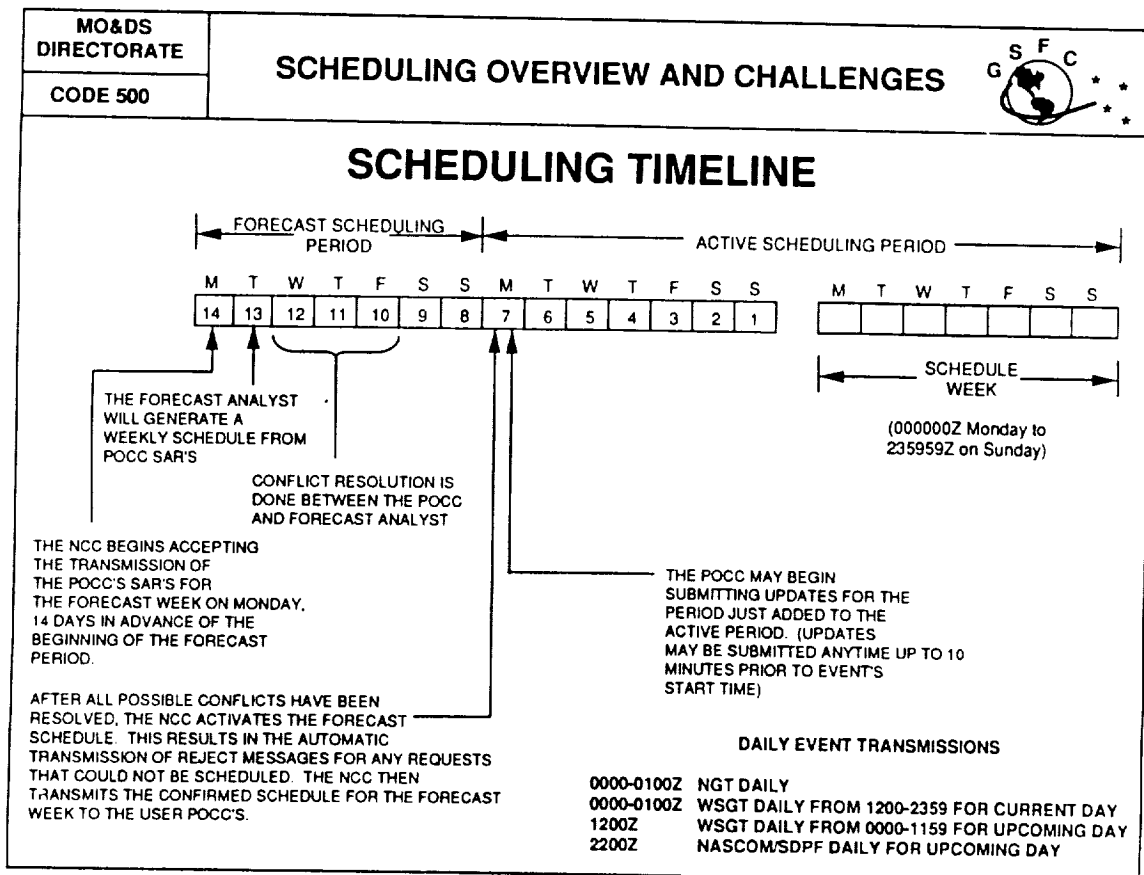 MO&DS
DIRECTORATE
CODE 500
SCHEDULING OVERVIEW AND CHALLENGES
G S F C
SCHEDULING TIMELINE
FORECAST SCHEDULING
PERIOD
ACTIVE SCHEDULING PERIOD
M T W T F S S M T W T F S S
14 13 12 11 10 9 8 7 6 5 4 3 2 1
M T W T F S S
SCHEDULE
WEEK
(000000Z Monday to
235959Z on Sunday)
THE FORECAST ANALYST
WILL GENERATE A
WEEKLY SCHEDULE FROM
POCC SAR'S
CONFLICT RESOLUTION IS
DONE BETWEEN THE POCC
AND FORECAST ANALYST
THE NCC BEGINS ACCEPTING
THE TRANSMISSION OF
THE POCC'S SAR'S FOR
THE FORECAST WEEK ON MONDAY,
14 DAYS IN ADVANCE OF THE
BEGINNING OF THE FORECAST
PERIOD.
THE POCC MAY BEGIN
SUBMITTING UPDATES FOR THE
PERIOD JUST ADDED TO THE
ACTIVE PERIOD. (UPDATES
MAY BE SUBMITTED ANYTIME UP TO 10
MINUTES PRIOR TO EVENT'S
START TIME)
AFTER ALL POSSIBLE CONFLICTS HAVE BEEN
RESOLVED, THE NCC ACTIVATES THE FORECAST
SCHEDULE. THIS RESULTS IN THE AUTOMATIC
TRANSMISSION OF REJECT MESSAGES FOR ANY REQUESTS
THAT COULD NOT BE SCHEDULED. THE NCC THEN
TRANSMITS THE CONFIRMED SCHEDULE FOR THE FORECAST
WEEK TO THE USER POCC'S.
DAILY EVENT TRANSMISSIONS
0000-0100Z NGT DAILY
0000-0100Z WSGT DAILY FROM 1200-2359 FOR CURRENT DAY
1200Z WSGT DAILY FROM 0000-1159 FOR UPCOMING DAY
2200Z NASCOM/SDPF DAILY FOR UPCOMING DAY